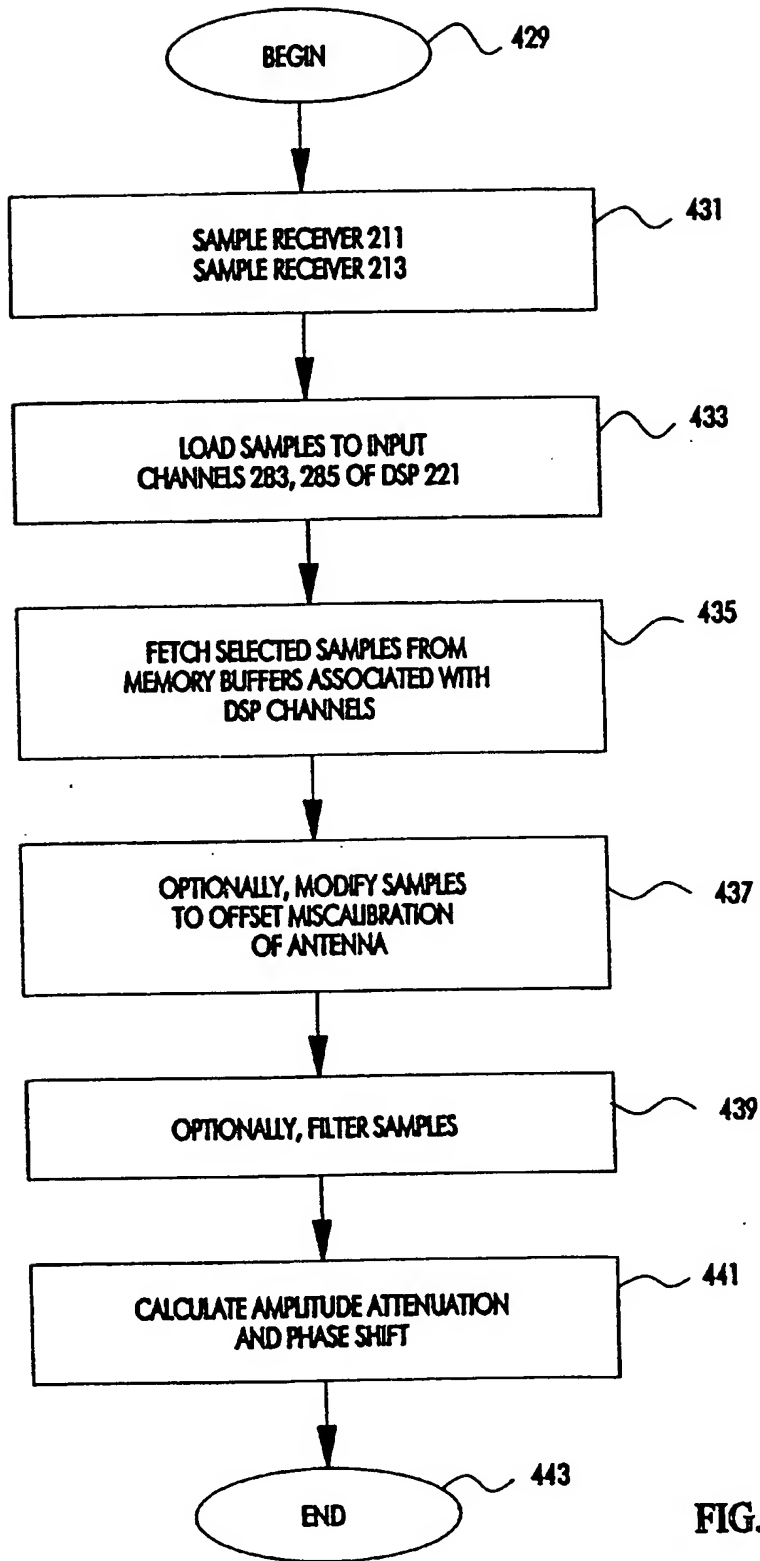 BEGIN
429
431
SAMPLE RECEIVER 211
SAMPLE RECEIVER 213
433
LOAD SAMPLES TO INPUT
CHANNELS 283, 285 OF DSP 221
435
FETCH SELECTED SAMPLES FROM
MEMORY BUFFERS ASSOCIATED WITH
DSP CHANNELS
437
OPTIONALLY, MODIFY SAMPLES
TO OFFSET MISCALIBRATION
OF ANTENNA
439
OPTIONALLY, FILTER SAMPLES
441
CALCULATE AMPLITUDE ATTENUATION
AND PHASE SHIFT
443
END
FIG.